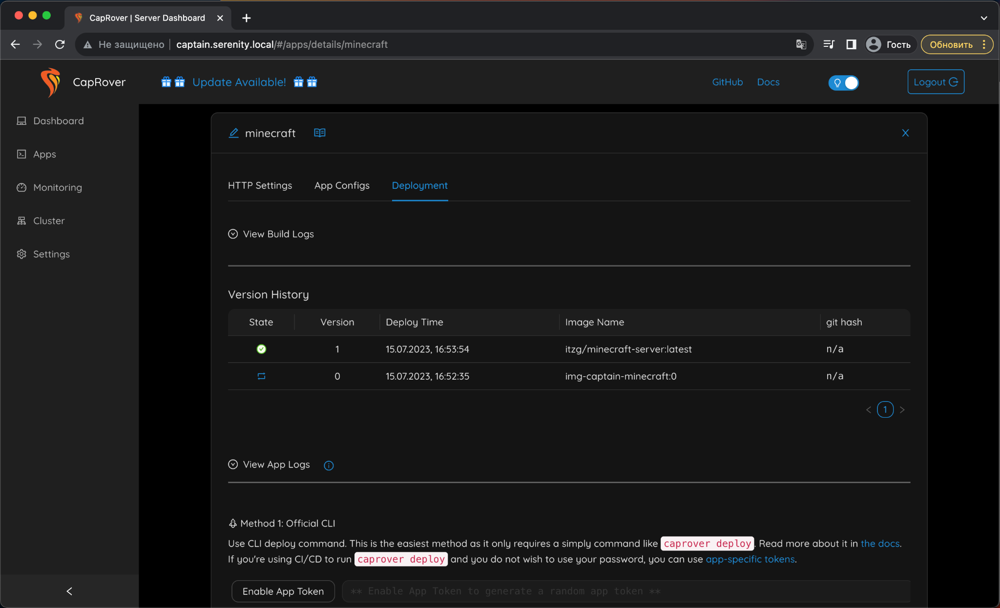 CapRover | Server Dashboard
Не защищено captain.serenity.local/#/apps/details/minecraft
Гость
Обновить
CapRover
Update Available!
GitHub
Docs
Logout
Dashboard
Apps
Monitoring
Cluster
Settings
minecraft
HTTP Settings
App Configs
Deployment
View Build Logs
Version History
State Version Deploy Time Image Name git hash
1 15.07.2023, 16:53:54 itzg/minecraft-server:latest n/a
0 15.07.2023, 16:52:35 img-captain-minecraft:0 n/a
1
View App Logs
Method 1: Official CLI
Use CLI deploy command. This is the easiest method as it only requires a simply command like caprover deploy. Read more about it in the docs.
If you're using CI/CD to run caprover deploy and you do not wish to use your password, you can use app-specific tokens.
Enable App Token
** Enable App Token to generate a random app token **